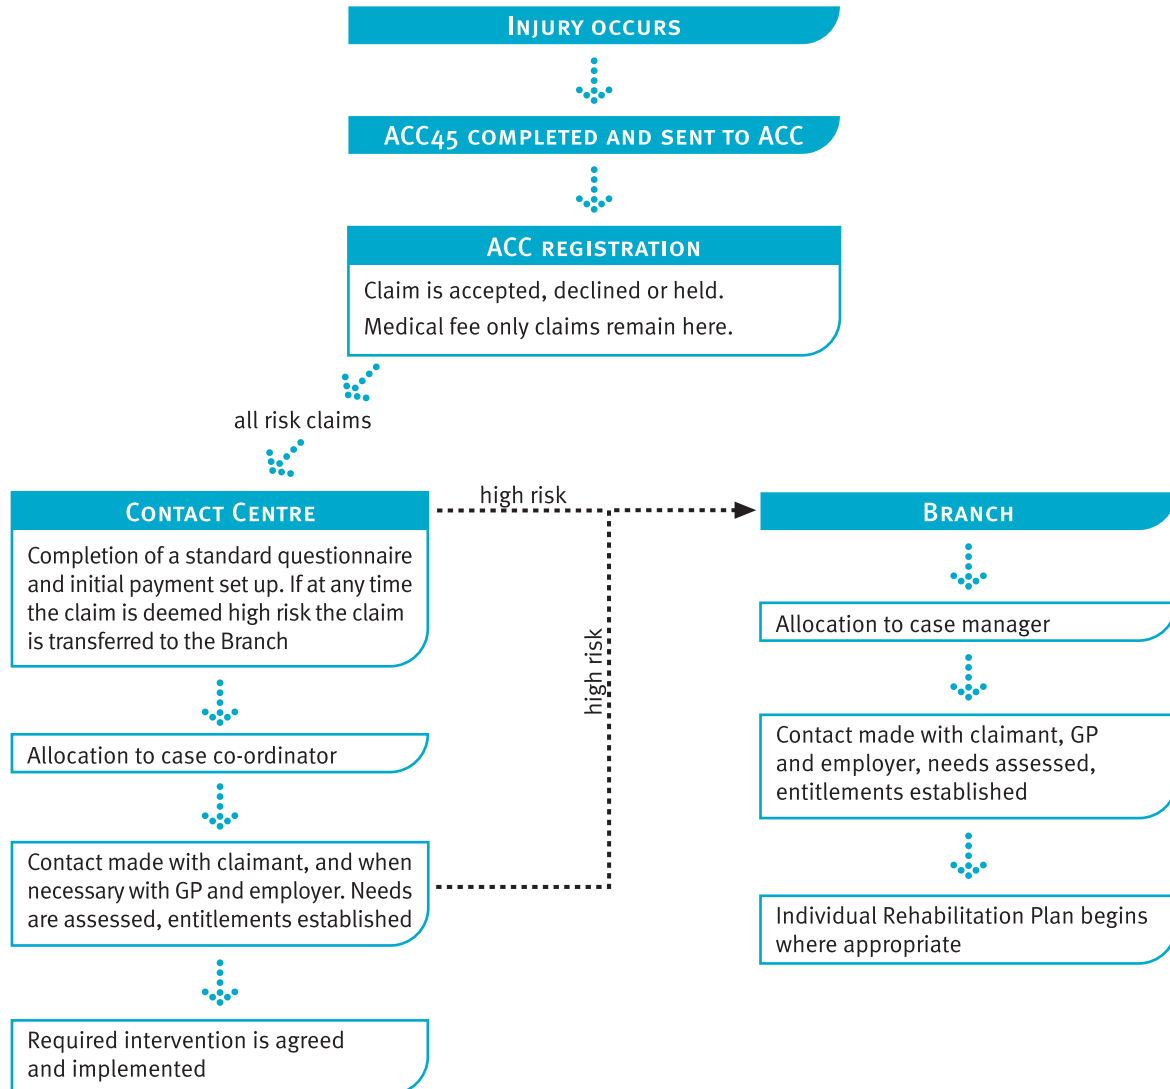 INJURY OCCURS
ACC45 COMPLETED AND SENT TO ACC
ACC REGISTRATION
Claim is accepted, declined or held.
Medical fee only claims remain here.
all risk claims
CONTACT CENTRE
Completion of a standard questionnaire
and initial payment set up. If at any time
the claim is deemed high risk the claim
is transferred to the Branch
Allocation to case co-ordinator
Contact made with claimant, and when
necessary with GP and employer. Needs
are assessed, entitlements established
Required intervention is agreed
and implemented
high risk
high risk
BRANCH
Allocation to case manager
Contact made with claimant, GP
and employer, needs assessed,
entitlements established
Individual Rehabilitation Plan begins
where appropriate